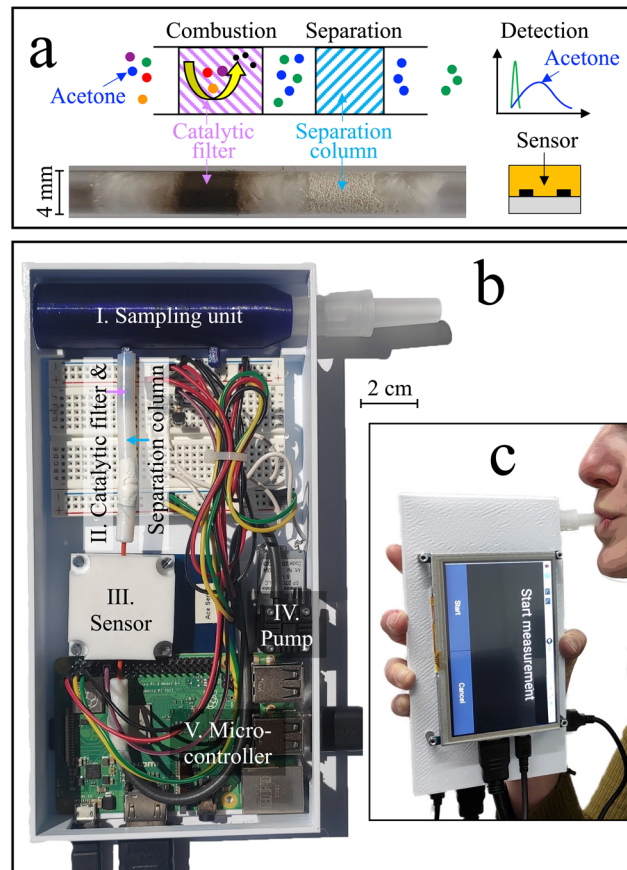 a
Combustion
Separation
Detection
Acetone
Acetone
Catalytic
filter
Separation
column
Sensor
4 mm
b
I. Sampling unit
II. Catalytic filter &
Separation column
2 cm
III.
Sensor
IV.
Pump
V. Micro-
controller
c
Start measurement
Start
Cancel